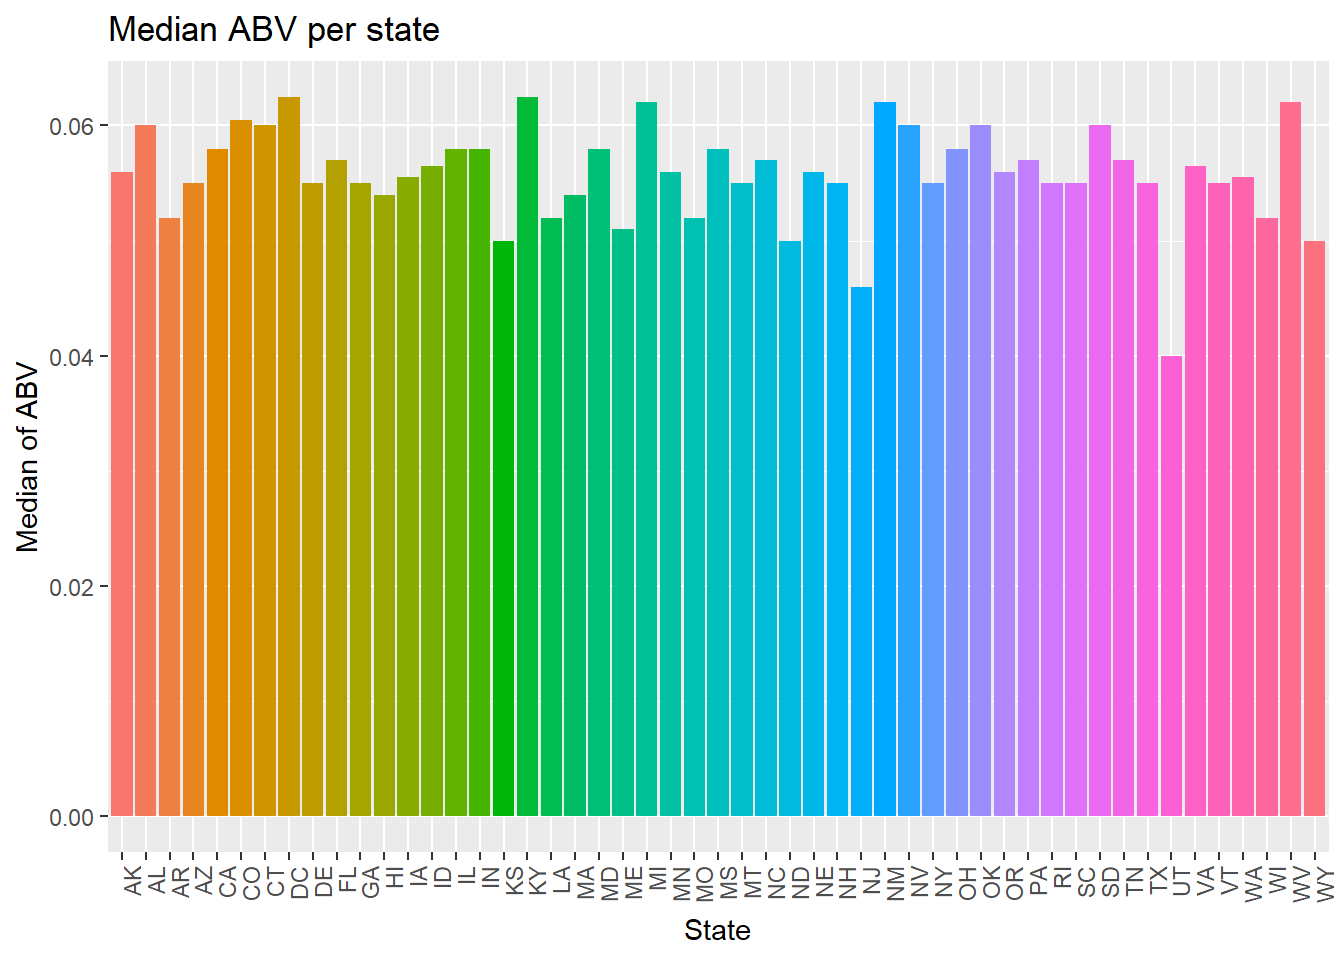 Median ABV per state
Median of ABV
0.06
0.04
0.02
0.00
AK AL AR AZ CA CO CT DC DE FL GA HI IA ID IL IN KS KY LA MA MD ME MI MN MO MS MIT NC ND NE NH NJ NM NV NY OH OK OR PA RI SC SD TN TX UT VA VT WA WI WV WY
State